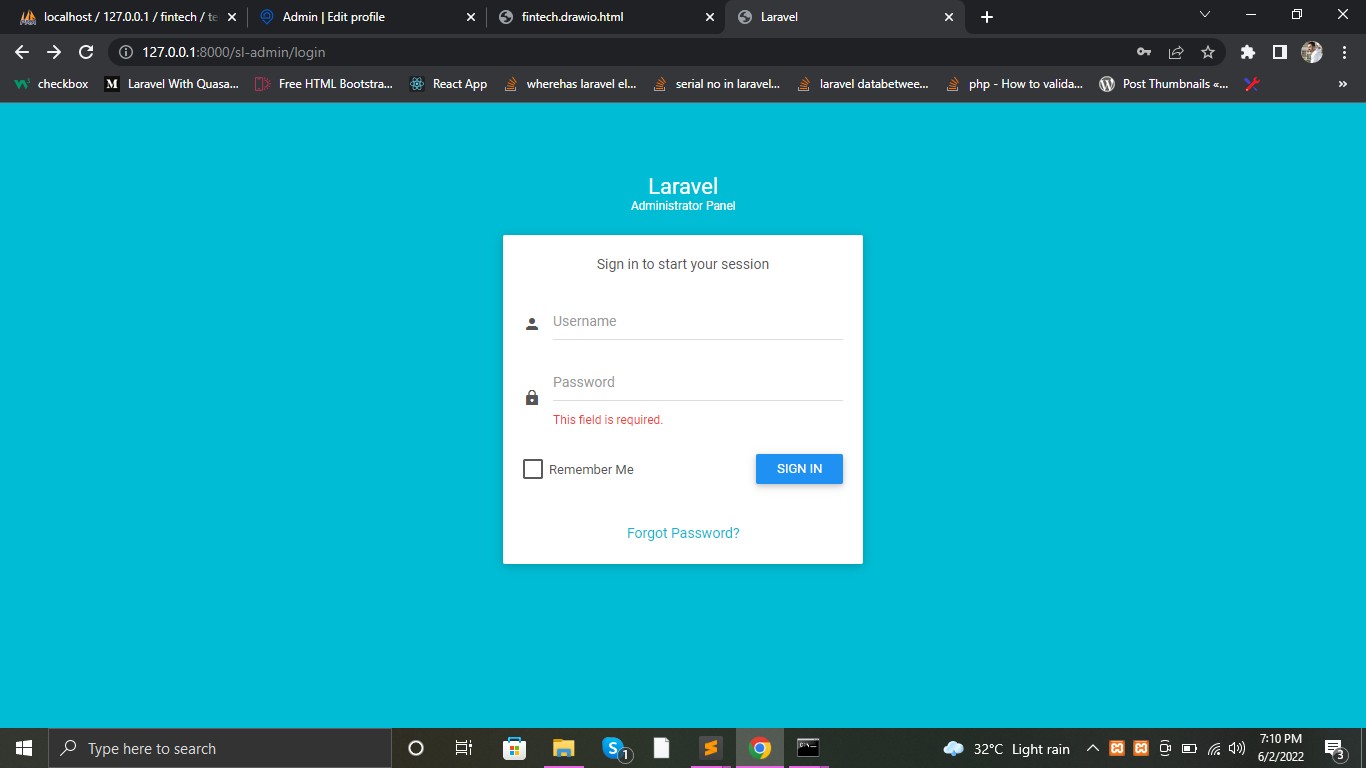 localhost / 127.0.0.1 / fintech / te
Admin | Edit profile
fintech.drawio.html
Laravel
127.0.0.1:8000/sl-admin/login
checkbox
Laravel With Quasa...
Free HTML Bootstra...
React App
wherehas laravel el...
serial no in laravel...
laravel databetwee...
php - How to valida...
Post Thumbnails «...
»
Laravel
Administrator Panel
Sign in to start your session
Username
Password
This field is required.
Remember Me
SIGN IN
Forgot Password?
Type here to search
1
32°C Light rain
7:10 PM
6/2/2022
3